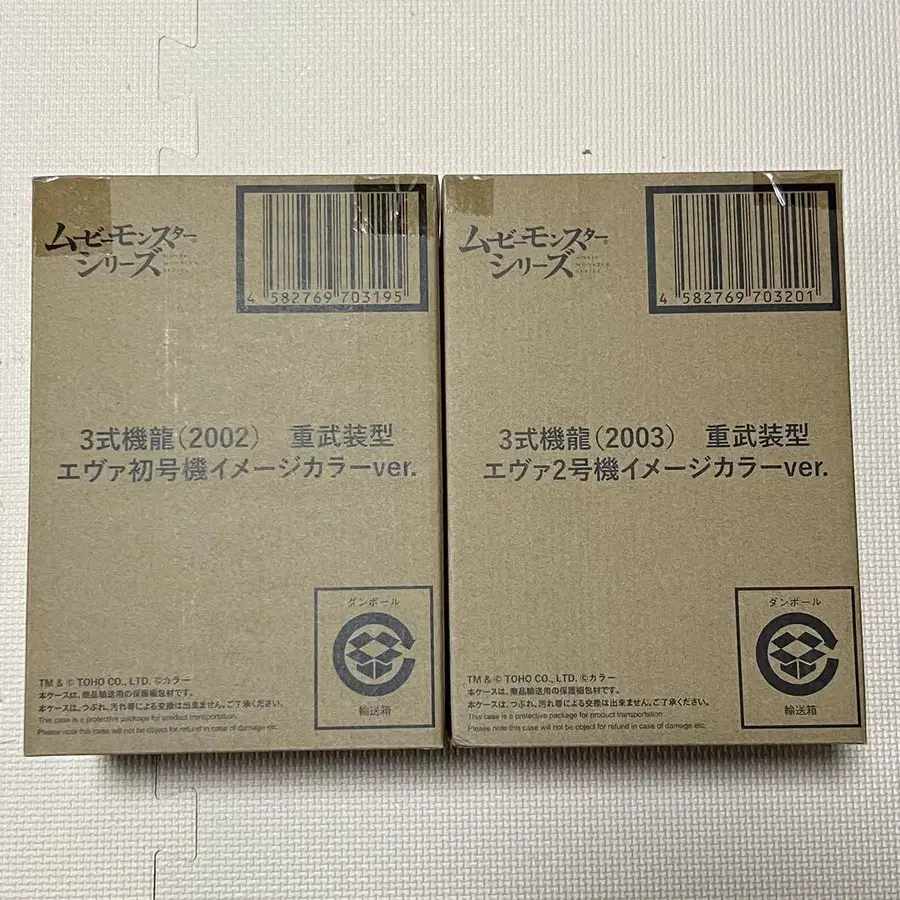 ムービーモンスター
シリーズ
MOVIE
MONSTER
SERIES
4 582769 703195
3式機龍(2002) 重武装型
エヴァ初号機イメージカラーver.
ダンボール
輸送箱
TM & © TOHO CO., LTD. ©カラー
本ケースは、商品輸送用の保護梱包材です。
本ケースは、つぶれ、汚れ等による交換は出来ません。ご了承ください。
This case is a protective package for product transportation.
Please note this case will not be object for refund in case of damage etc.
ムービーモンスター
シリーズ
MOVIE
MONSTER
SERIES
4 582769 703201
3式機龍(2003) 重武装型
エヴァ2号機イメージカラーver.
ダンボール
輸送箱
TM & © TOHO CO., LTD. ©カラー
本ケースは、商品輸送用の保護梱包材です。
本ケースは、つぶれ、汚れ等による交換は出来ません。ご了承ください。
This case is a protective package for product transportation.
Please note this case will not be object for refund in case of damage etc.